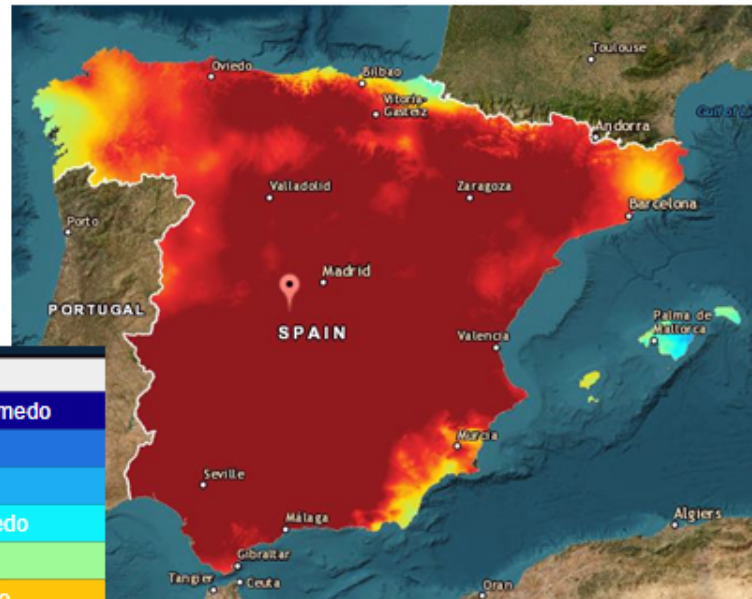 Toulouse
Oviedo
Bilbao
Vitoria-
Gasteiz
Andorra
Valladolid
Zaragoza
Barcelona
Porto
Madrid
PORTUGAL
SPAIN
Valencia
Palma de
Mallorca
medo
Murcia
Seville
edo
Málaga
Algiers
Gibraltar
Tangier
Ceuta
Oran